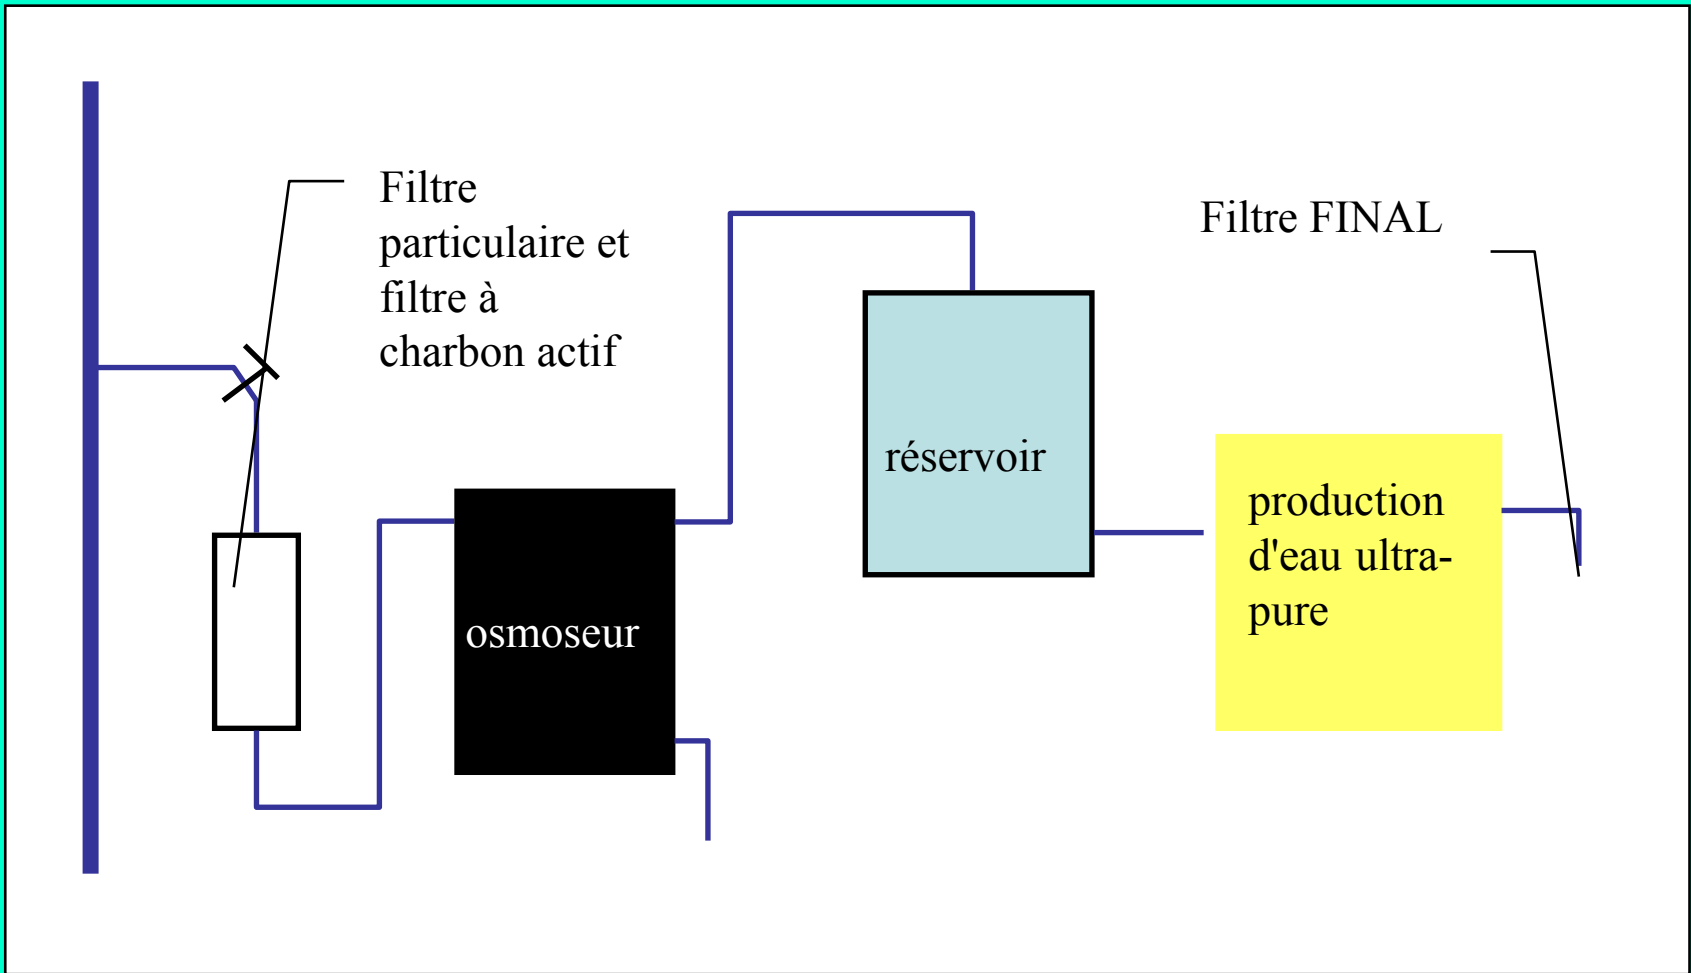 Filtre
particulaire et
filtre à
charbon actif
Filtre FINAL
réservoir
production
d'eau ultra-
pure
osmoseur